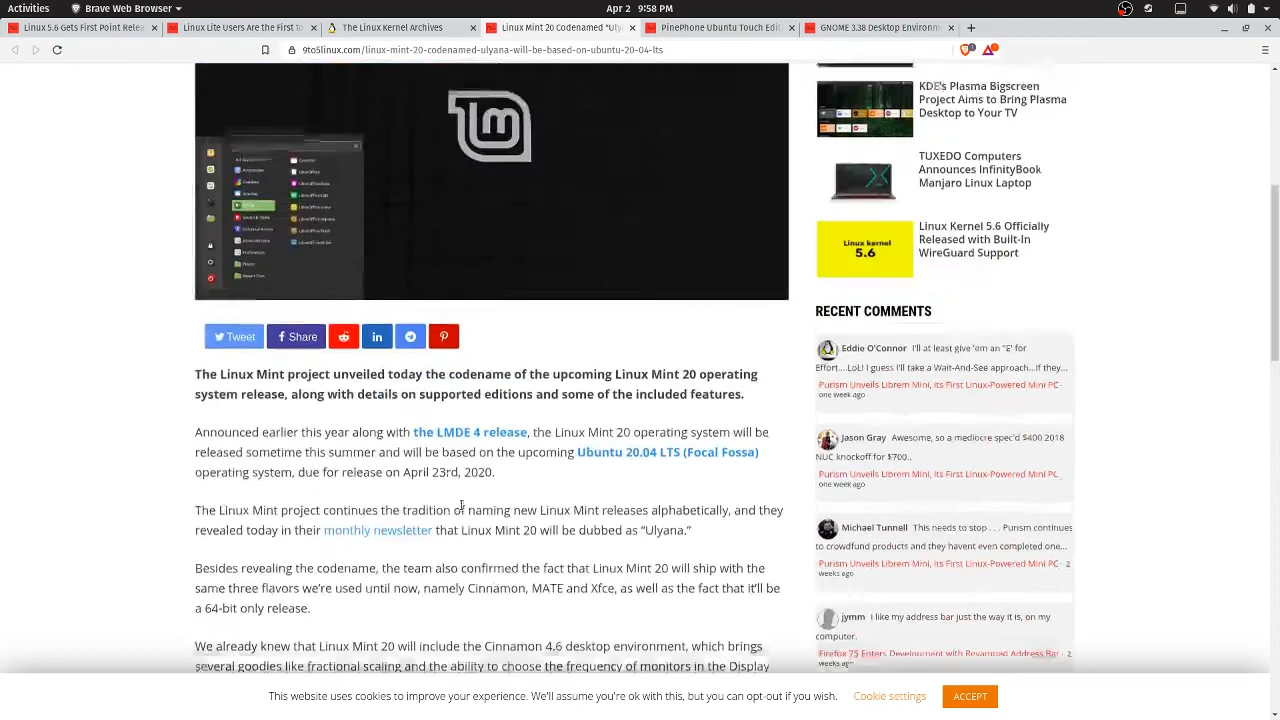 Activities
Brave Web Browser
Apr 2 9:58 PM
Linux 5.6 Gets First Point Release
Linux Lite Users Are the First to
The Linux Kernel Archives
Linux Mint 20 Codenamed "Uly
PinePhone Ubuntu Touch Edit
GNOME 3.38 Desktop Environm
9to5linux.com/linux-mint-20-codenamed-ulyana-will-be-based-on-ubuntu-20-04-lts
KDE's Plasma Bigscreen
Project Aims to Bring Plasma
Desktop to Your TV
TUXEDO Computers
Announces InfinityBook
Manjaro Linux Laptop
Linux kernel
5.6
Linux Kernel 5.6 Officially
Released with Built-In
WireGuard Support
Tweet
Share
The Linux Mint project unveiled today the codename of the upcoming Linux Mint 20 operating
system release, along with details on supported editions and some of the included features.
Announced earlier this year along with the LMDE 4 release, the Linux Mint 20 operating system will be
released sometime this summer and will be based on the upcoming Ubuntu 20.04 LTS (Focal Fossa)
operating system, due for release on April 23rd, 2020.
The Linux Mint project continues the tradition of naming new Linux Mint releases alphabetically, and they
revealed today in their monthly newsletter that Linux Mint 20 will be dubbed as “Ulyana.”
Besides revealing the codename, the team also confirmed the fact that Linux Mint 20 will ship with the
same three flavors we’re used until now, namely Cinnamon, MATE and Xfce, as well as the fact that it’ll be
a 64-bit only release.
We already knew that Linux Mint 20 will include the Cinnamon 4.6 desktop environment, which brings
several goodies like fractional scaling and the ability to choose the frequency of monitors in the Display
RECENT COMMENTS
Eddie O'Connor I'll at least give 'em an "E" for
Effort....LoL! I guess I'll take a Wait-And-See approach...if they...
Purism Unveils Librem Mini, Its First Linux-Powered Mini PC ·
one week ago
Jason Gray Awesome, so a mediocre spec'd $400 2018
NUC knockoff for $700..
Purism Unveils Librem Mini, Its First Linux-Powered Mini PC ·
one week ago
Michael Tunnell This needs to stop . . . Purism continues
to crowdfund products and they havent even completed one...
Purism Unveils Librem Mini, Its First Linux-Powered Mini PC · 2
weeks ago
jymm I like my address bar just the way it is, on my
computer.
Firefox 75 Enters Development with Revamped Address Bar · 2
weeks ago
This website uses cookies to improve your experience. We'll assume you're ok with this, but you can opt-out if you wish.
Cookie settings
ACCEPT